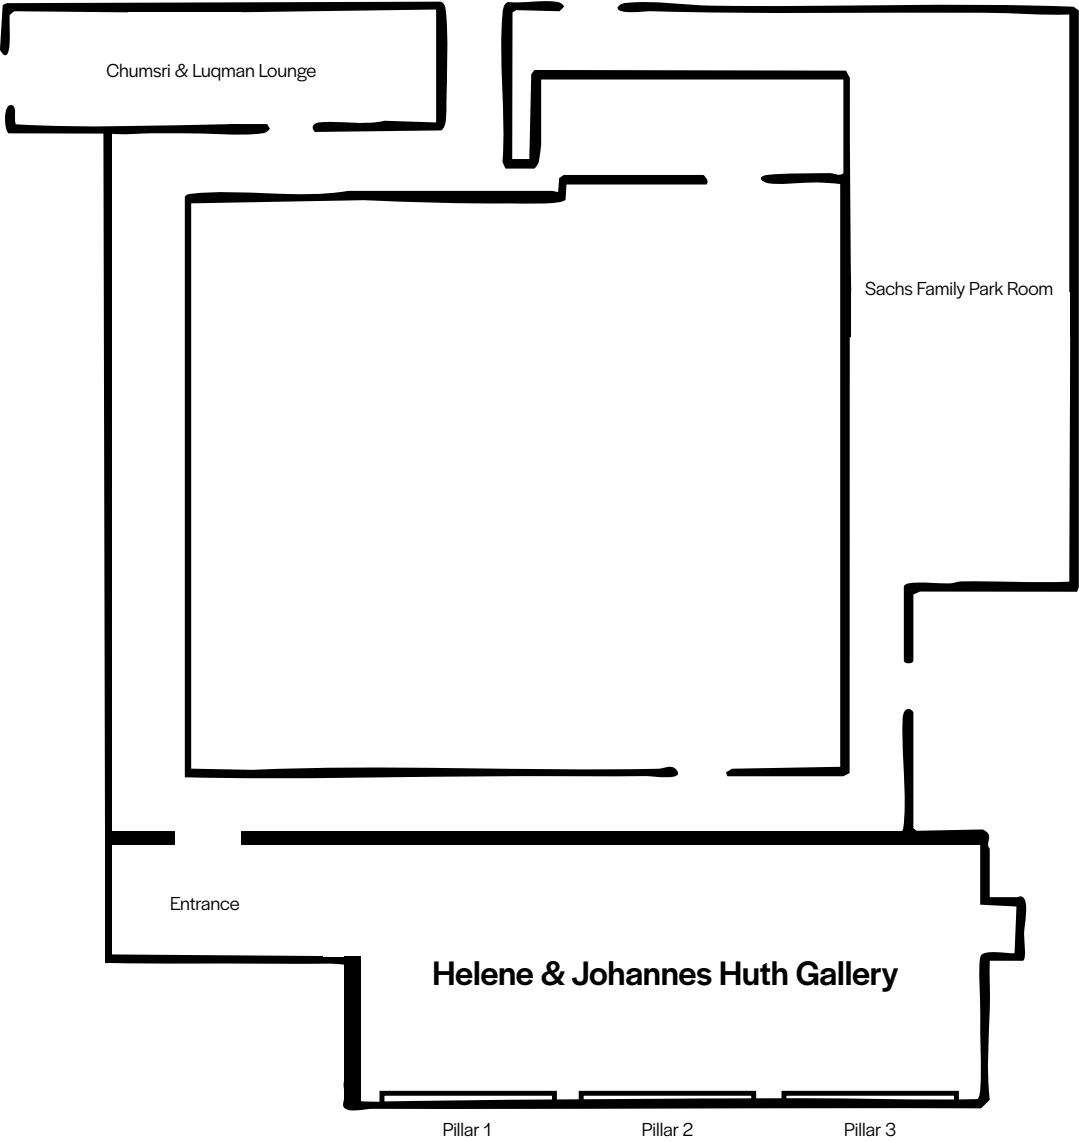 Chumsri & Luqman Lounge
Sachs Family Park Room
Entrance
Helene & Johannes Huth Gallery
Pillar 1
Pillar 2
Pillar 3